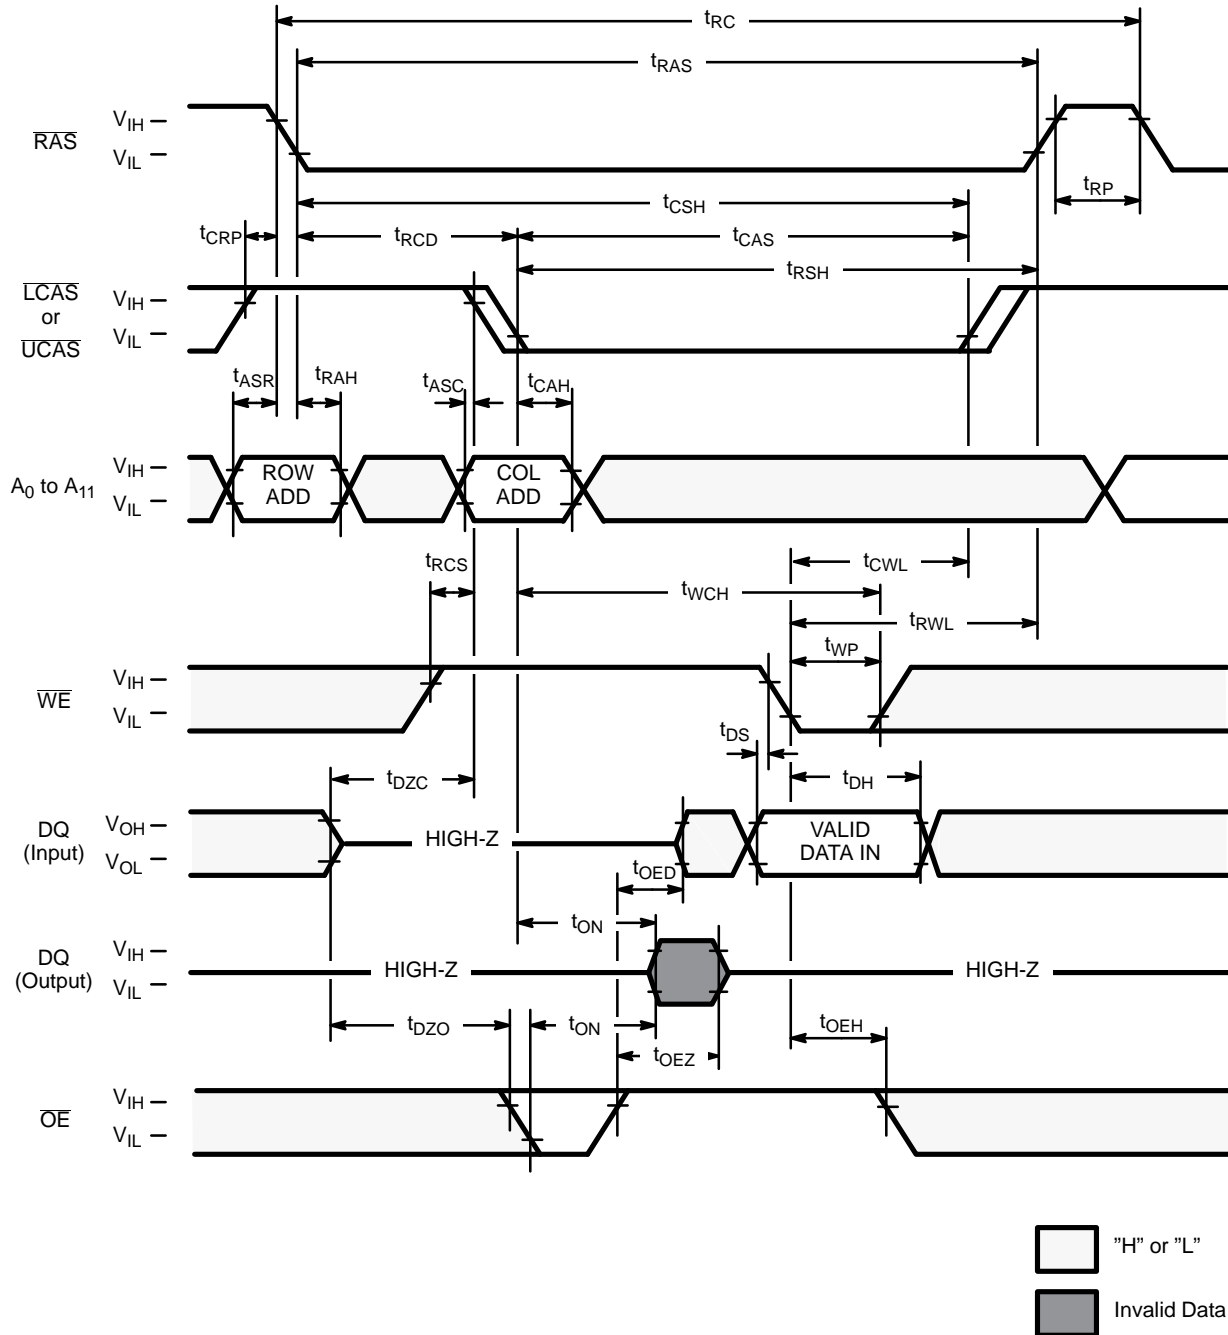 tRC
tRAS
RAS
VIH
VIL
tRP
tCSH
tCRP
tRCD
tCAS
tRSH
LCAS
or
UCAS
VIH
VIL
tASR
tRAH
tASC
tCAH
A0 to A11
VIH
VIL
ROW
ADD
COL
ADD
tRCS
tCWL
tWCH
tRWL
tWP
WE
VIH
VIL
tDS
tDZC
tDH
DQ
(Input)
VOH
VOL
HIGH-Z
VALID
DATA IN
tOED
tON
DQ
(Output)
VIH
VIL
HIGH-Z
HIGH-Z
tDZO
tON
tOEH
tOEZ
OE
VIH
VIL
”H” or ”L”
Invalid Data